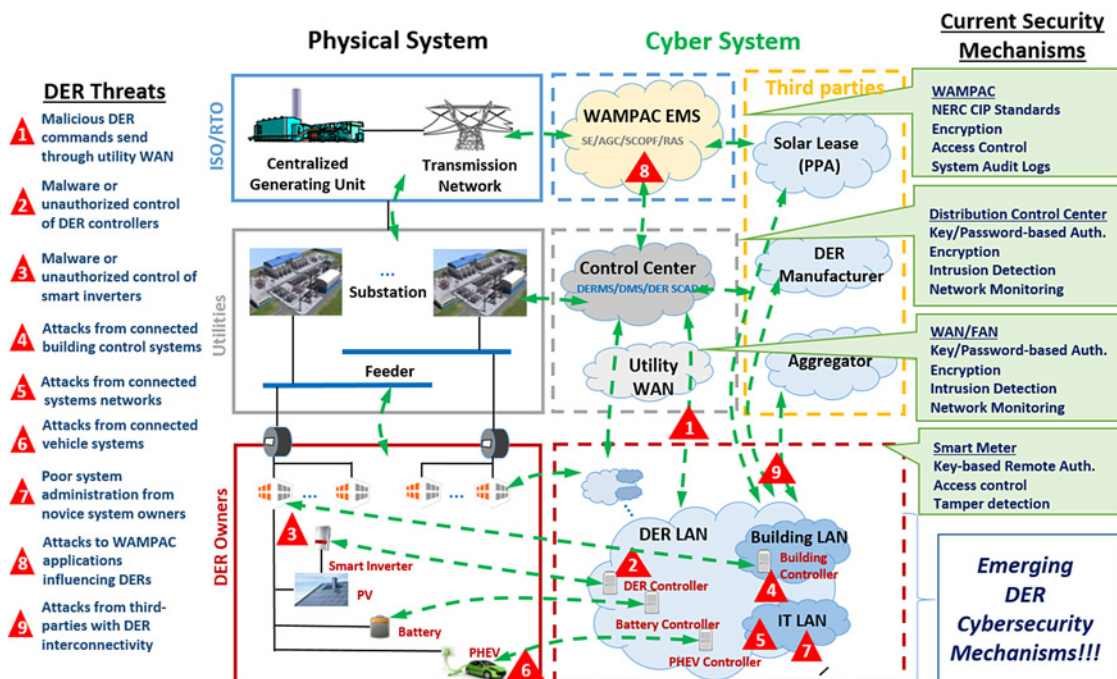 Physical System
Cyber System
Current Security
Mechanisms
DER Threats
1
Malicious DER
commands send
through utility WAN
2
Malware or
unauthorized control
of DER controllers
3
Malware or
unauthorized control of
smart inverters
4
Attacks from connected
building control systems
5
Attacks from connected
systems networks
6
Attacks from connected
vehicle systems
7
Poor system
administration from
novice system owners
8
Attacks to WAMPAC
applications
influencing DERs
9
Attacks from third-
parties with DER
interconnectivity
ISO/RTO
Centralized
Generating Unit
Transmission
Network
WAMPAC EMS
SE/AGC/SCOPF/RAS
8
Third parties
Solar Lease
(PPA)
DER
Manufacturer
Aggregator
Utilities
...
Substation
Feeder
Control Center
DERMS/DMS/DER SCADA
Utility
WAN
1
9
DER Owners
...
...
3
Smart Inverter
PV
Battery
PHEV
6
DER LAN
2
DER Controller
Battery Controller
PHEV Controller
Building LAN
Building
Controller
4
IT LAN
5
7
WAMPAC
NERC CIP Standards
Encryption
Access Control
System Audit Logs
Distribution Control Center
Key/Password-based Auth.
Encryption
Intrusion Detection
Network Monitoring
WAN/FAN
Key/Password-based Auth.
Encryption
Intrusion Detection
Network Monitoring
Smart Meter
Key-based Remote Auth.
Access control
Tamper detection
Emerging
DER
Cybersecurity
Mechanisms!!!